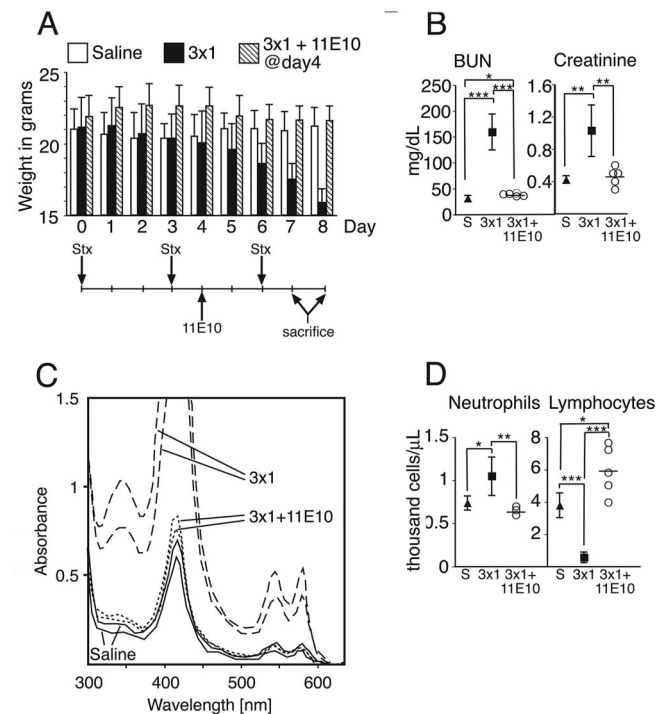 A
Saline 3x1 3x1 + 11E10
@day4
Weight in grams
25
20
15
0 1 2 3 4 5 6 7 8 Day
Stx Stx Stx
11E10 sacrifice
B
BUN Creatinine
mg/dL
250
200
150
100
50
0
* 
*** ***
S 3x1 3x1+
11E10
1.6
1.2
0.8
0.4
** **
S 3x1 3x1+
11E10
C
Absorbance
1.5
0.5
3x1
3x1+11E10
Saline
300 400 500 600
Wavelength [nm]
D
Neutrophils Lymphocytes
thousand cells/µL
1.5
1
0.5
0
* **
S 3x1 3x1+
11E10
8
6
4
2
*
***
***
S 3x1 3x1+
11E10